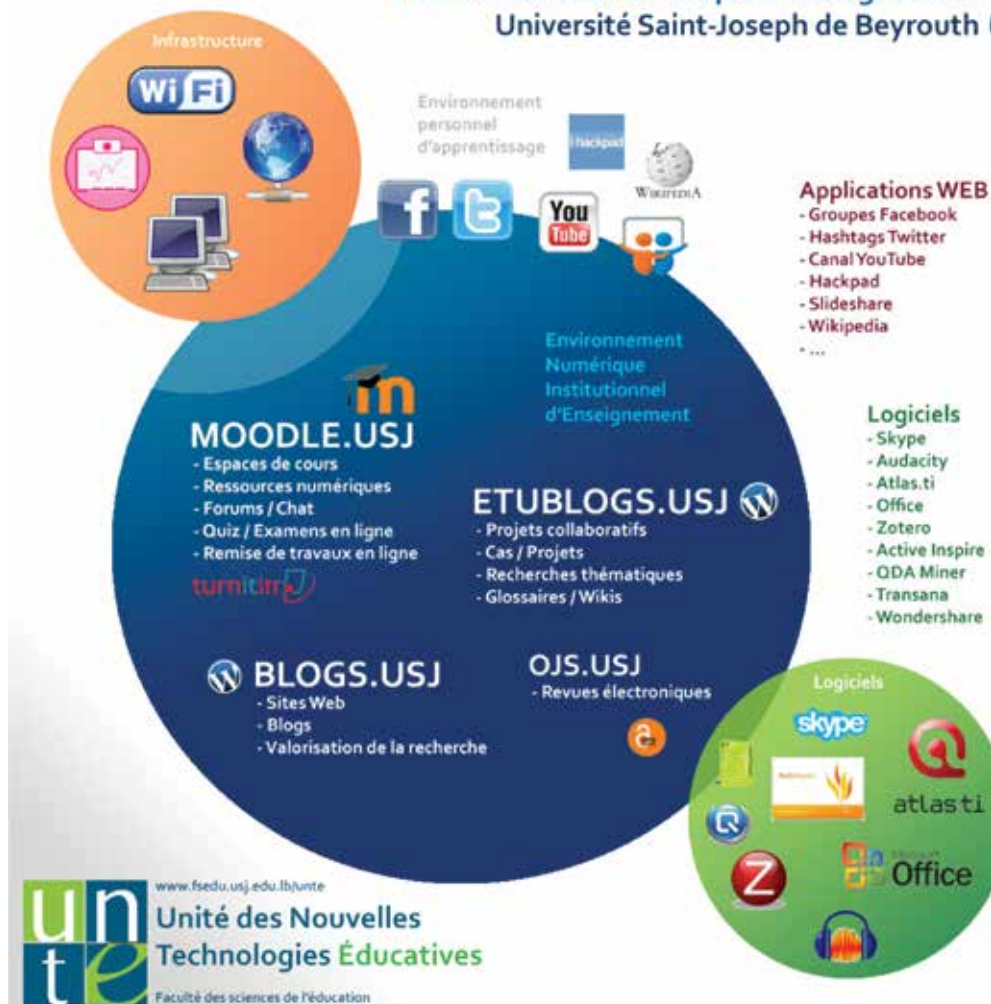 Université Saint-Joseph de Beyrouth
Infrastructure
WiFi
Environnement
personnel
d'apprentissage
hackpad
WIKIPEDIA
You
Tube
Applications WEB
- Groupes Facebook
- Hashtags Twitter
- Canal YouTube
- Hackpad
- Slideshare
- Wikipedia
- ...
Environnement
Numérique
Institutionnel
d'Enseignement
MOODLE.USJ
- Espaces de cours
- Ressources numériques
- Forums / Chat
- Quiz / Examens en ligne
- Remise de travaux en ligne
turnitin
ETUBLOGS.USJ
- Projets collaboratifs
- Cas / Projets
- Recherches thématiques
- Glossaires / Wikis
Logiciels
- Skype
- Audacity
- Atlas.ti
- Office
- Zotero
- Active Inspire
- QDA Miner
- Transana
- Wondershare
BLOGS.USJ
- Sites Web
- Blogs
- Valorisation de la recherche
OJS.USJ
- Revues électroniques
Logiciels
skype
atlas.ti
Microsoft
Office
Z
unte
www.fsedu.usj.edu.lb/unte
Unité des Nouvelles
Technologies Éducatives
Faculté des sciences de l'éducation